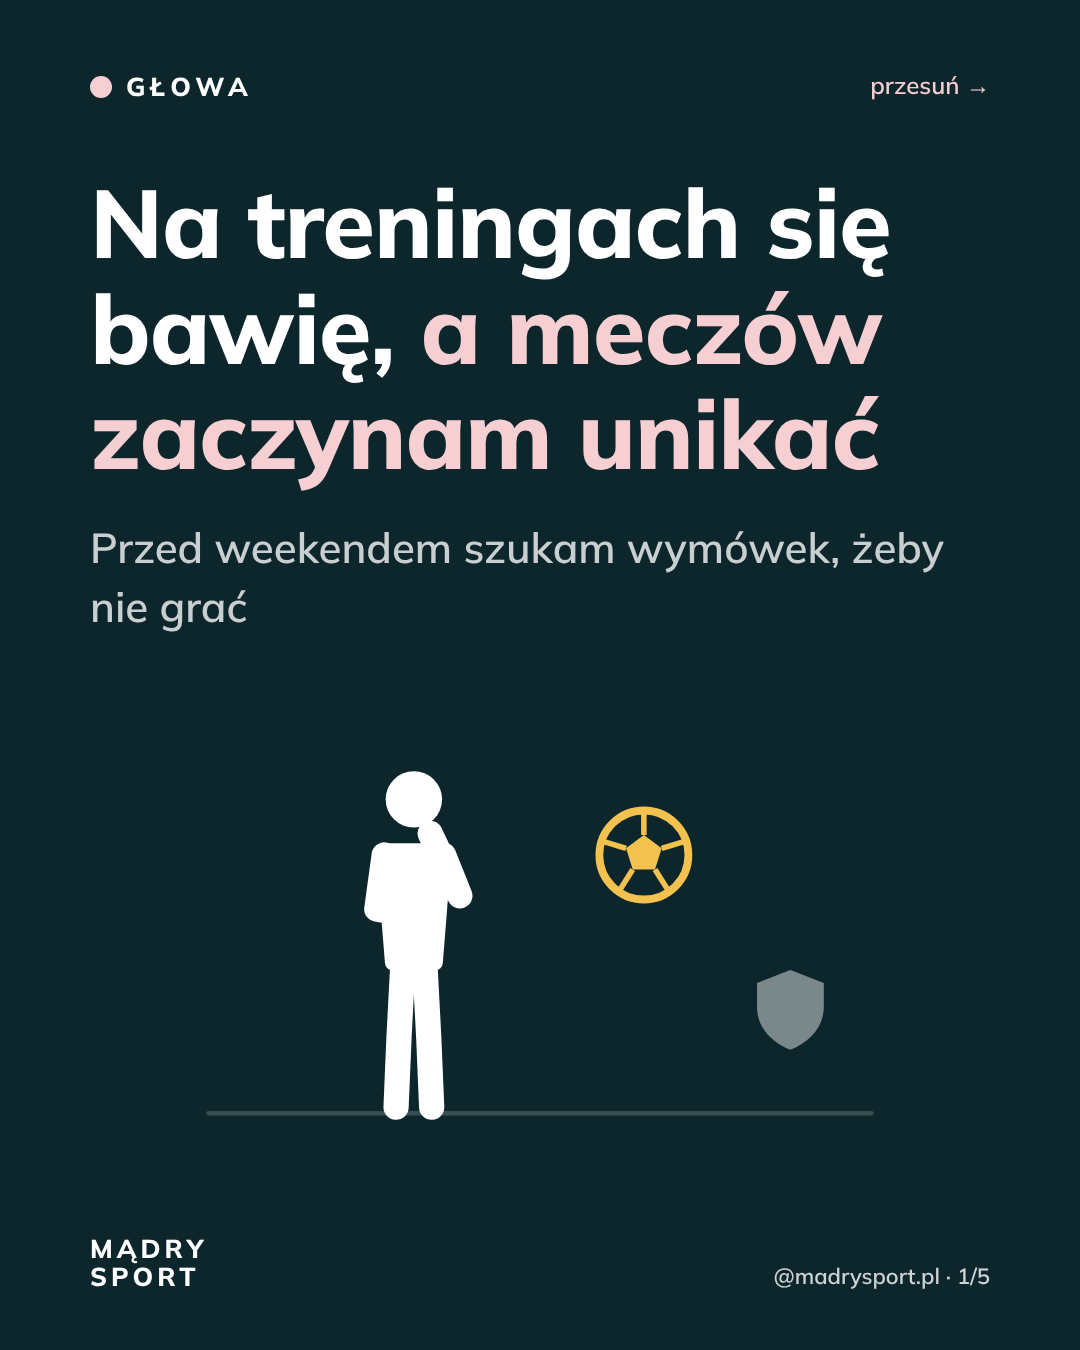 GŁOWA
przesuń →
Na treningach się
bawię, a meczów
zaczynam unikać
Przed weekendem szukam wymówek, żeby
nie grać
MĄDRY
SPORT
@madrysport.pl · 1/5